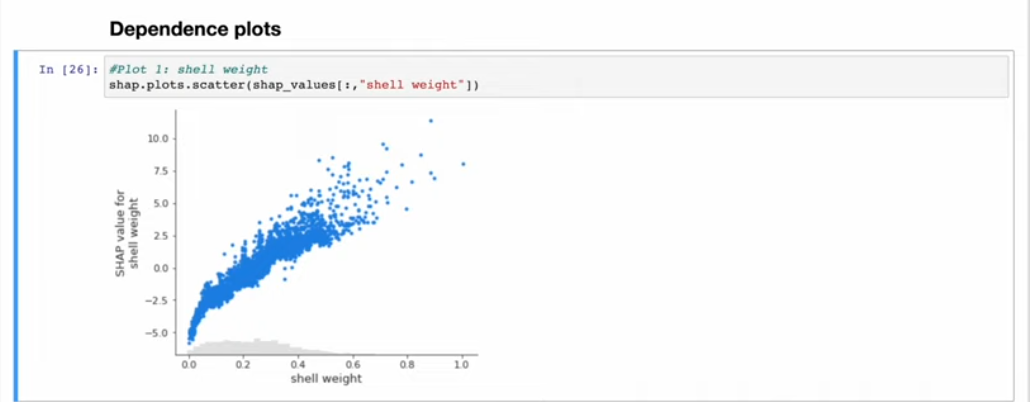 Dependence plots
In [26]:
#Plot 1: shell weight
shap.plots.scatter(shap_values[:,"shell weight"])
10.0
7.5
5.0
2.5
0.0
−2.5
−5.0
SHAP value for
shell weight
0.0 0.2 0.4 0.6 0.8 1.0
shell weight